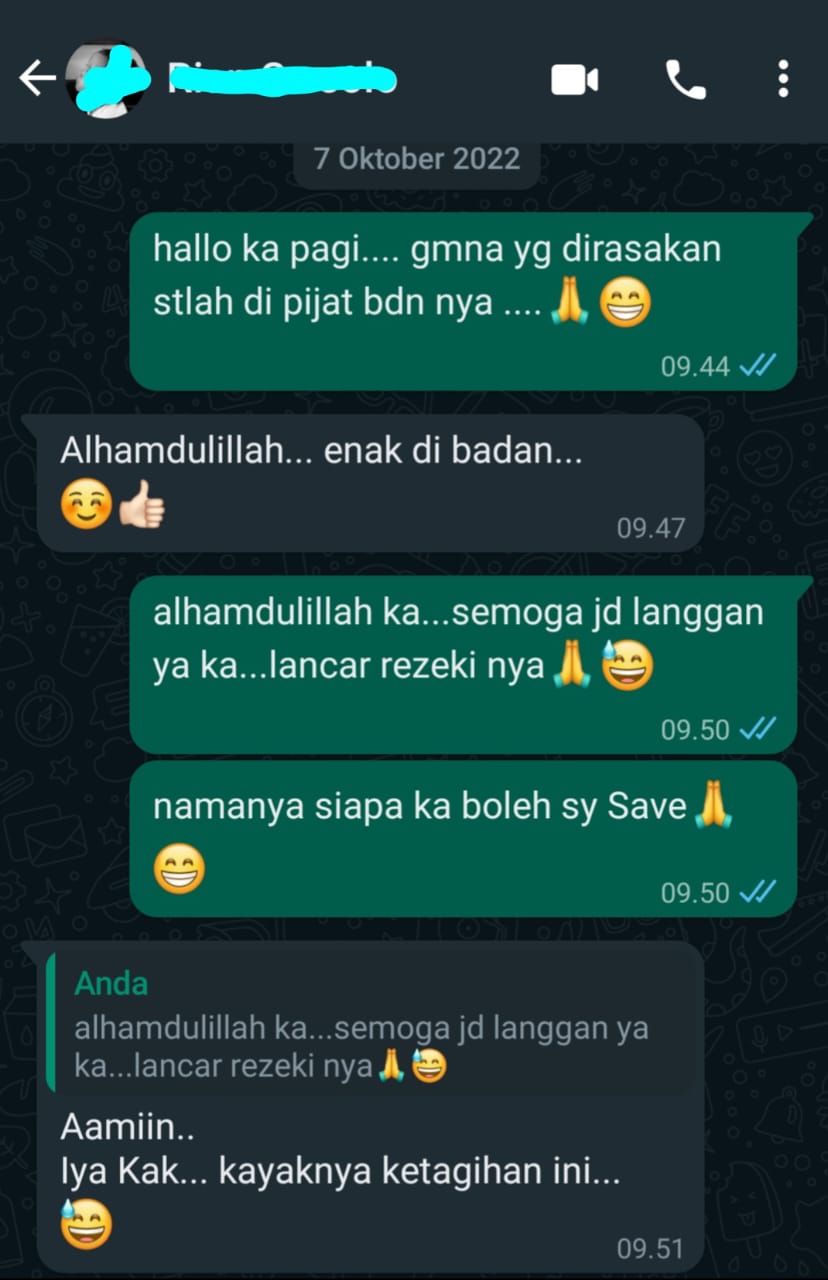 7 Oktober 2022
hallo ka pagi.... gmna yg dirasakan
stlah di pijat bdn nya ....🙏😁
09.44
Alhamdulillah... enak di badan...
☺️👍🏻
09.47
alhamdulillah ka...semoga jd langgan
ya ka...lancar rezeki nya🙏😅
09.50
namanya siapa ka boleh sy Save🙏
😁
09.50
Anda
alhamdulillah ka...semoga jd langgan ya
ka...lancar rezeki nya🙏😅
Aamiin..
Iya Kak... kayaknya ketagihan ini...
😅
09.51